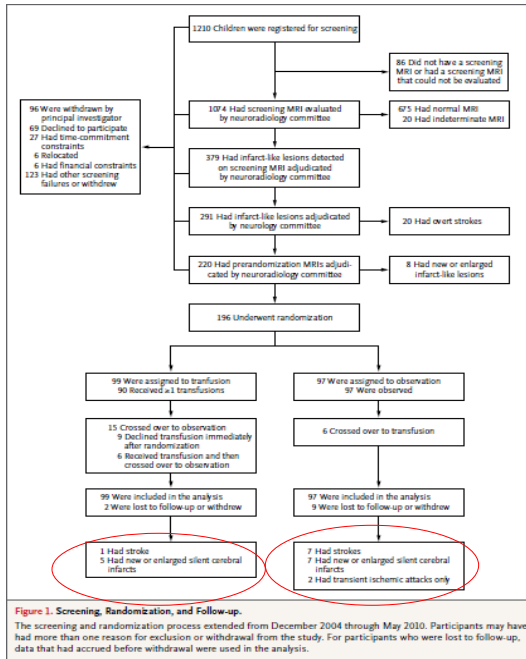 1210 Children were registered for screening
86 Did not have a screening
MRI or had a screening MRI
that could not be evaluated
96 Were withdrawn by
principal investigator
69 Declined to participate
27 Had time-commitment
constraints
6 Relocated
6 Had financial constraints
123 Had other screening
failures or withdrew
1074 Had screening MRI evaluated
by neuroradiology committee
675 Had normal MRI
20 Had indeterminate MRI
379 Had infarct-like lesions detected
on screening MRI adjudicated
by neuroradiology committee
291 Had infarct-like lesions adjudicated
by neurology committee
20 Had overt strokes
220 Had prerandomization MRIs adjudi-
cated by neuroradiology committee
8 Had new or enlarged
infarct-like lesions
196 Underwent randomization
99 Were assigned to tranfusion
90 Received ≥1 transfusions
97 Were assigned to observation
97 Were observed
15 Crossed over to observation
9 Declined transfusion immediately
after randomization
6 Received transfusion and then
crossed over to observation
6 Crossed over to transfusion
99 Were included in the analysis
2 Were lost to follow-up or withdrew
97 Were included in the analysis
9 Were lost to follow-up or withdrew
1 Had stroke
5 Had new or enlarged silent cerebral
infarcts
7 Had strokes
7 Had new or enlarged silent cerebral
infarcts
2 Had transient ischemic attacks only
Figure 1. Screening, Randomization, and Follow-up.
The screening and randomization process extended from December 2004 through May 2010. Participants may have
had more than one reason for exclusion or withdrawal from the study. For participants who were lost to follow-up,
data that had accrued before withdrawal were used in the analysis.